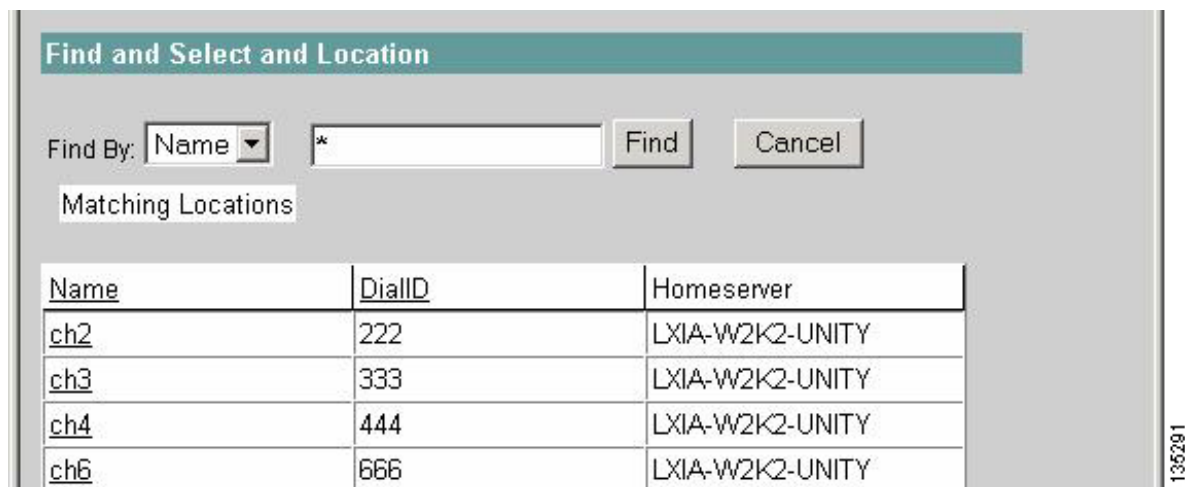 Find and Select and Location
Find By: Name * Find Cancel
Matching Locations
Name DialID Homeserver
ch2 222 LXIA-W2K2-UNITY
ch3 333 LXIA-W2K2-UNITY
ch4 444 LXIA-W2K2-UNITY
ch6 666 LXIA-W2K2-UNITY
135291